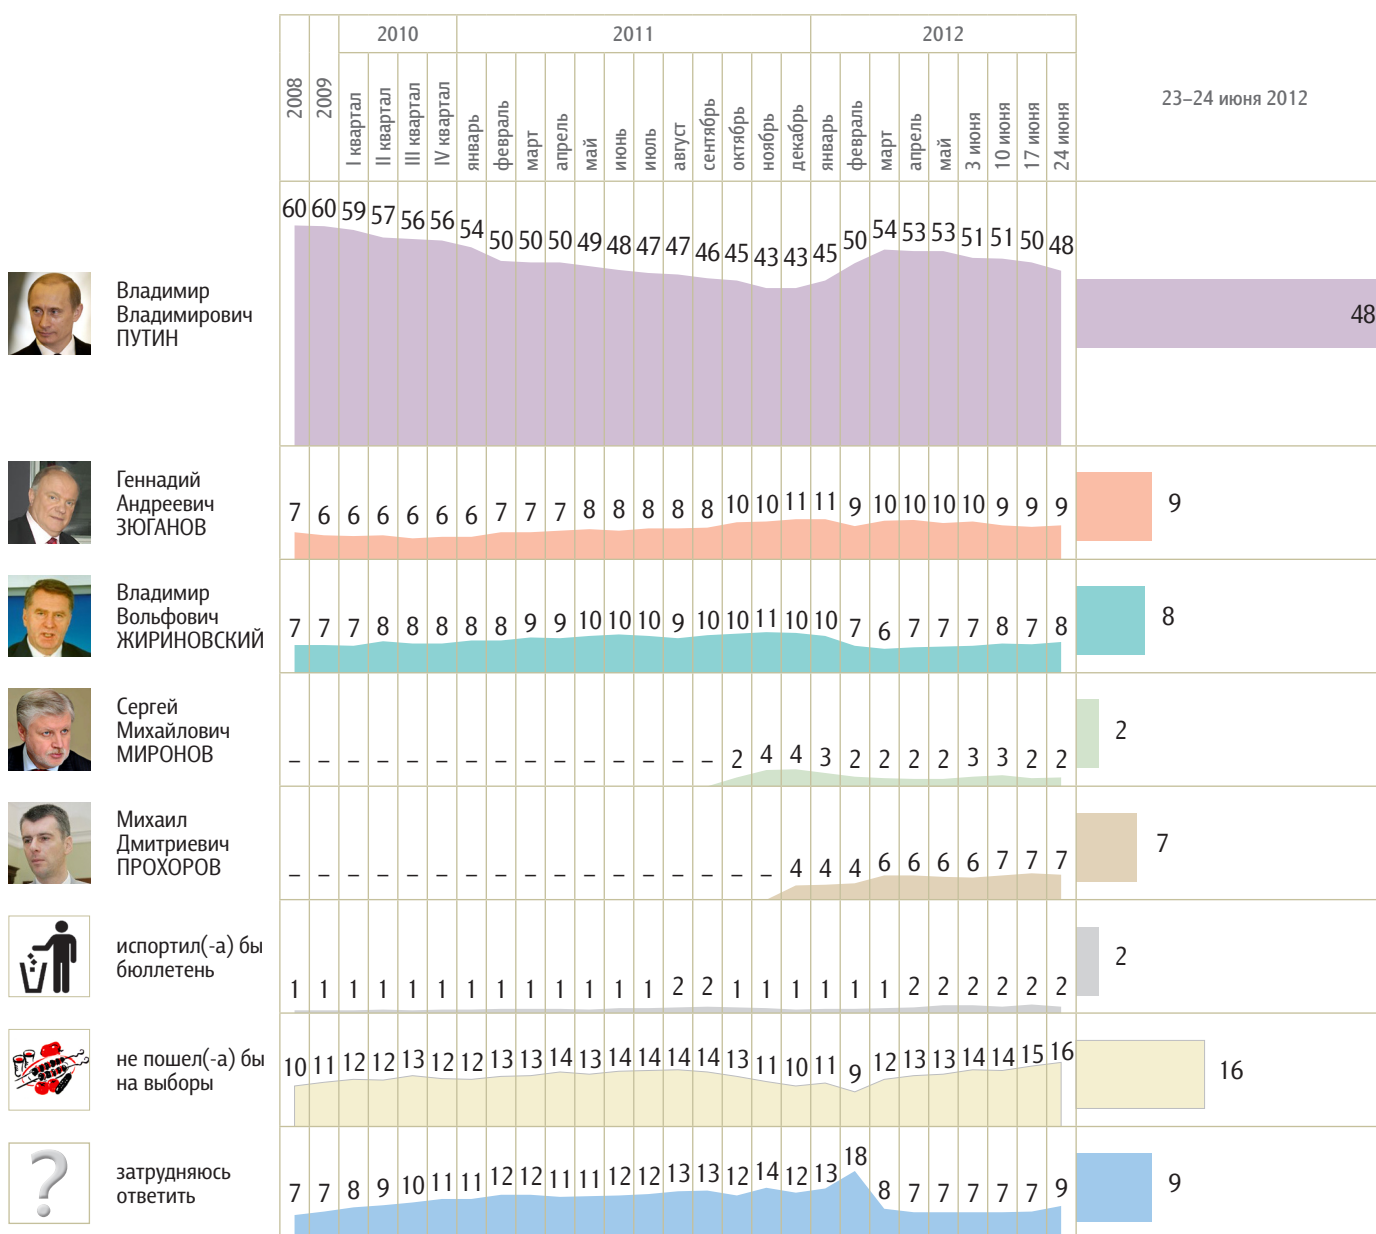 2010 2011 2012
2008 2009 I квартал II квартал III квартал IV квартал январь февраль март апрель май июнь июль август сентябрь октябрь ноябрь декабрь январь февраль март апрель май 3 июня 10 июня 17 июня 24 июня
23–24 июня 2012
60 60 59 57 56 56 54 50 50 50 49 48 47 47 46 45 43 43 45 50 54 53 53 51 51 50 48
Владимир
Владимирович
ПУТИН
48
Геннадий
Андреевич
ЗЮГАНОВ
7 6 6 6 6 6 6 7 7 7 8 8 8 8 8 10 10 11 11 9 10 10 10 10 9 9 9
9
Владимир
Вольфович
ЖИРИНОВСКИЙ
7 7 7 8 8 8 8 8 9 9 10 10 10 9 10 10 11 10 10 7 6 7 7 7 8 7 8
8
Сергей
Михайлович
МИРОНОВ
– – – – – – – – – – – – – – – 2 4 4 3 2 2 2 2 3 3 2 2
2
Михаил
Дмитриевич
ПРОХОРОВ
– – – – – – – – – – – – – – – – – 4 4 4 6 6 6 6 7 7 7
7
испортил(-а) бы
бюллетень
1 1 1 1 1 1 1 1 1 1 1 1 1 2 2 1 1 1 1 1 1 2 2 2 2 2 2
2
не пошел(-а) бы
на выборы
10 11 12 12 13 12 12 13 13 14 13 14 14 14 14 13 11 10 11 9 12 13 13 14 14 15 16
16
затрудняюсь
ответить
7 7 8 9 10 11 11 12 12 11 11 12 12 13 13 12 14 12 13 18 8 7 7 7 7 7 9
9